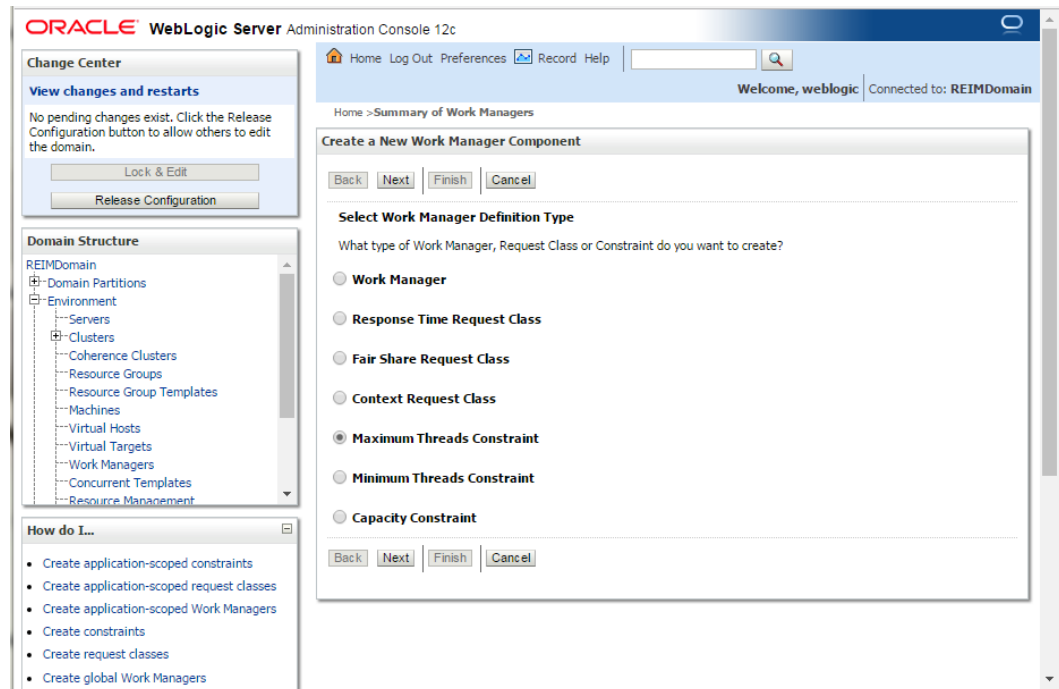 ORACLE WebLogic Server Administration Console 12c
Change Center
View changes and restarts
No pending changes exist. Click the Release
Configuration button to allow others to edit
the domain.
Lock & Edit
Release Configuration
Domain Structure
REIMDomain
Domain Partitions
Environment
Servers
Clusters
Coherence Clusters
Resource Groups
Resource Group Templates
Machines
Virtual Hosts
Virtual Targets
Work Managers
Concurrent Templates
Resource Management
How do I...
Create application-scoped constraints
Create application-scoped request classes
Create application-scoped Work Managers
Create constraints
Create request classes
Create global Work Managers
Home Log Out Preferences Record Help
Welcome, weblogic Connected to: REIMDomain
Home >Summary of Work Managers
Create a New Work Manager Component
Back Next Finish Cancel
Select Work Manager Definition Type
What type of Work Manager, Request Class or Constraint do you want to create?
Work Manager
Response Time Request Class
Fair Share Request Class
Context Request Class
Maximum Threads Constraint
Minimum Threads Constraint
Capacity Constraint
Back Next Finish Cancel